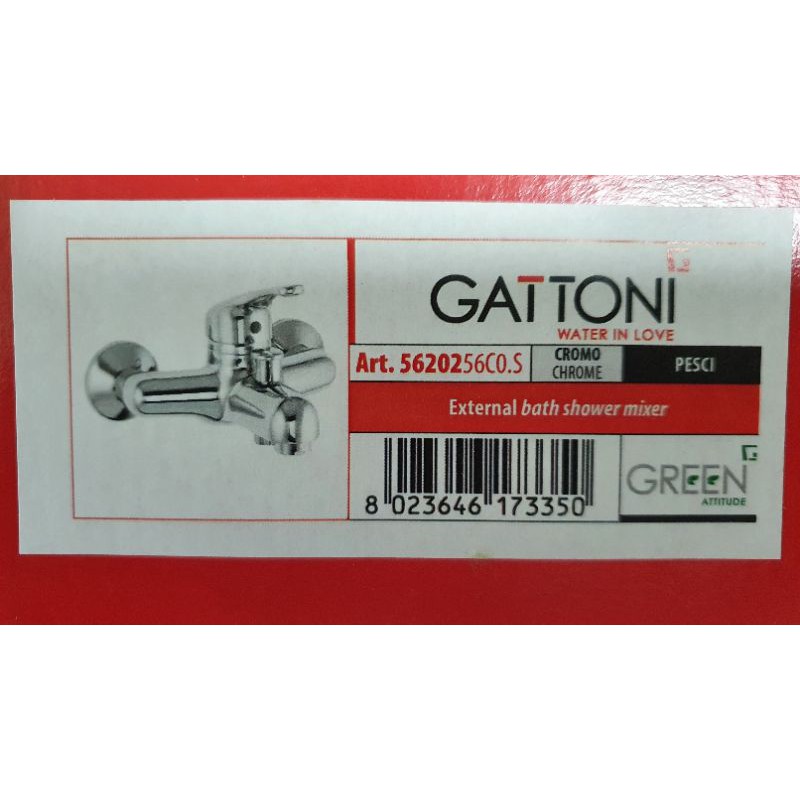 GATTONI
WATER IN LOVE
Art. 5620256C0.S
CROMO
CHROME
PESCI
External bath shower mixer
8 023646 173350
GREEN
ATTITUDE